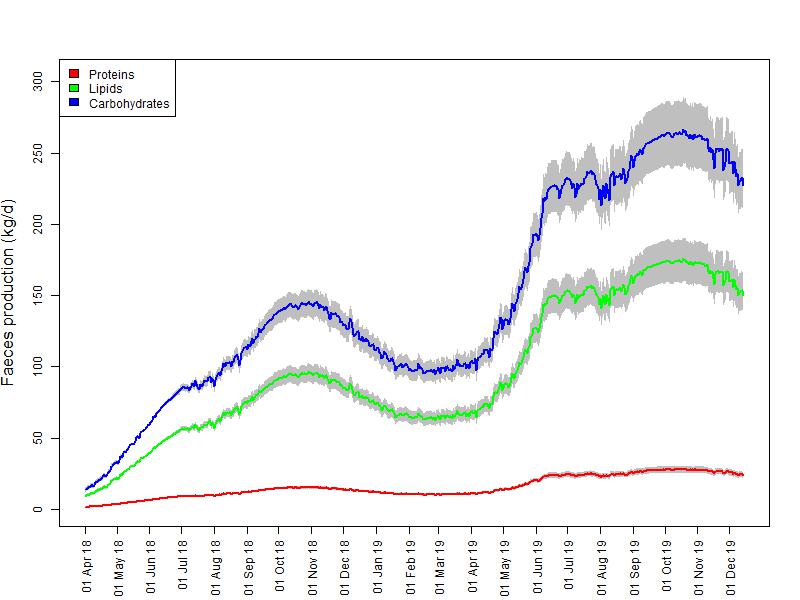 Proteins
Lipids
Carbohydrates
Faeces production (kg/d)
300
250
200
150
100
50
0
01 Apr 18
01 May 18
01 Jun 18
01 Jul 18
01 Aug 18
01 Sep 18
01 Oct 18
01 Nov 18
01 Dec 18
01 Jan 19
01 Feb 19
01 Mar 19
01 Apr 19
01 May 19
01 Jun 19
01 Jul 19
01 Aug 19
01 Sep 19
01 Oct 19
01 Nov 19
01 Dec 19